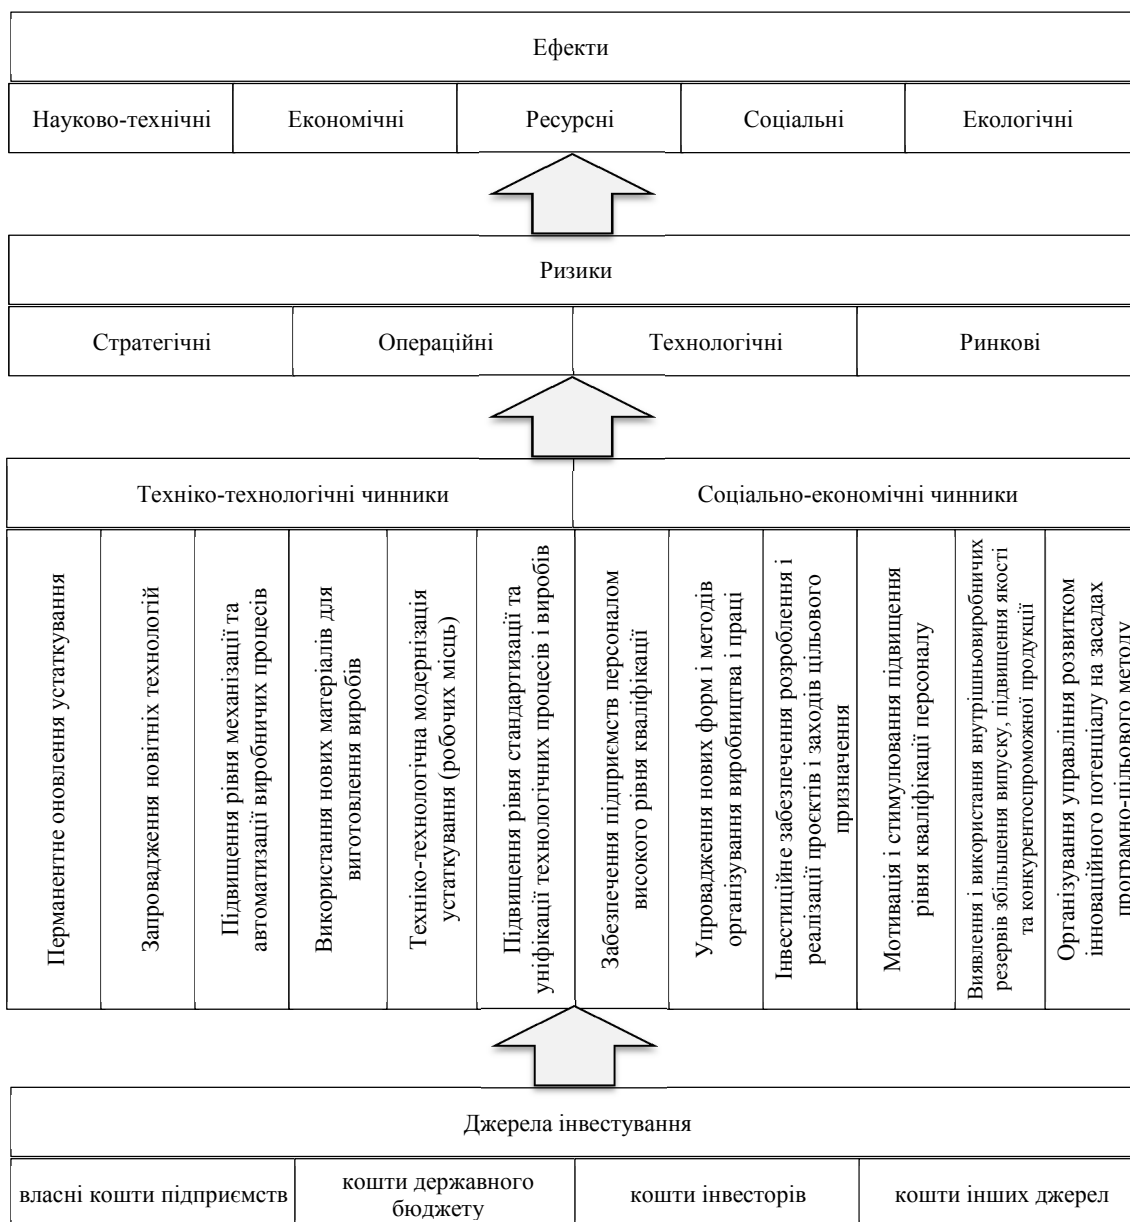 Ефекти
Науково-технічні
Економічні
Ресурсні
Соціальні
Екологічні
Ризики
Стратегічні
Операційні
Технологічні
Ринкові
Техніко-технологічні чинники
Соціально-економічні чинники
Перманентне оновлення устаткування
Запровадження новітніх технологій
Підвищення рівня механізації та
автоматизації виробничих процесів
Використання нових матеріалів для
виготовлення виробів
Техніко-технологічна модернізація
устаткування (робочих місць)
Підвищення рівня стандартизації та
уніфікації технологічних процесів і виробів
Забезпечення підприємств персоналом
високого рівня кваліфікації
Упровадження нових форм і методів
організування виробництва і праці
Інвестиційне забезпечення розроблення і
реалізації проєктів і заходів цільового
призначення
Мотивація і стимулювання підвищення
рівня кваліфікації персоналу
Виявлення і використання внутрішньовиробничих
резервів збільшення випуску, підвищення якості
та конкурентоспроможної продукції
Організування управління розвитком
інноваційного потенціалу на засадах
програмно-цільового методу
Джерела інвестування
власні кошти підприємств
кошти державного
бюджету
кошти інвесторів
кошти інших джерел